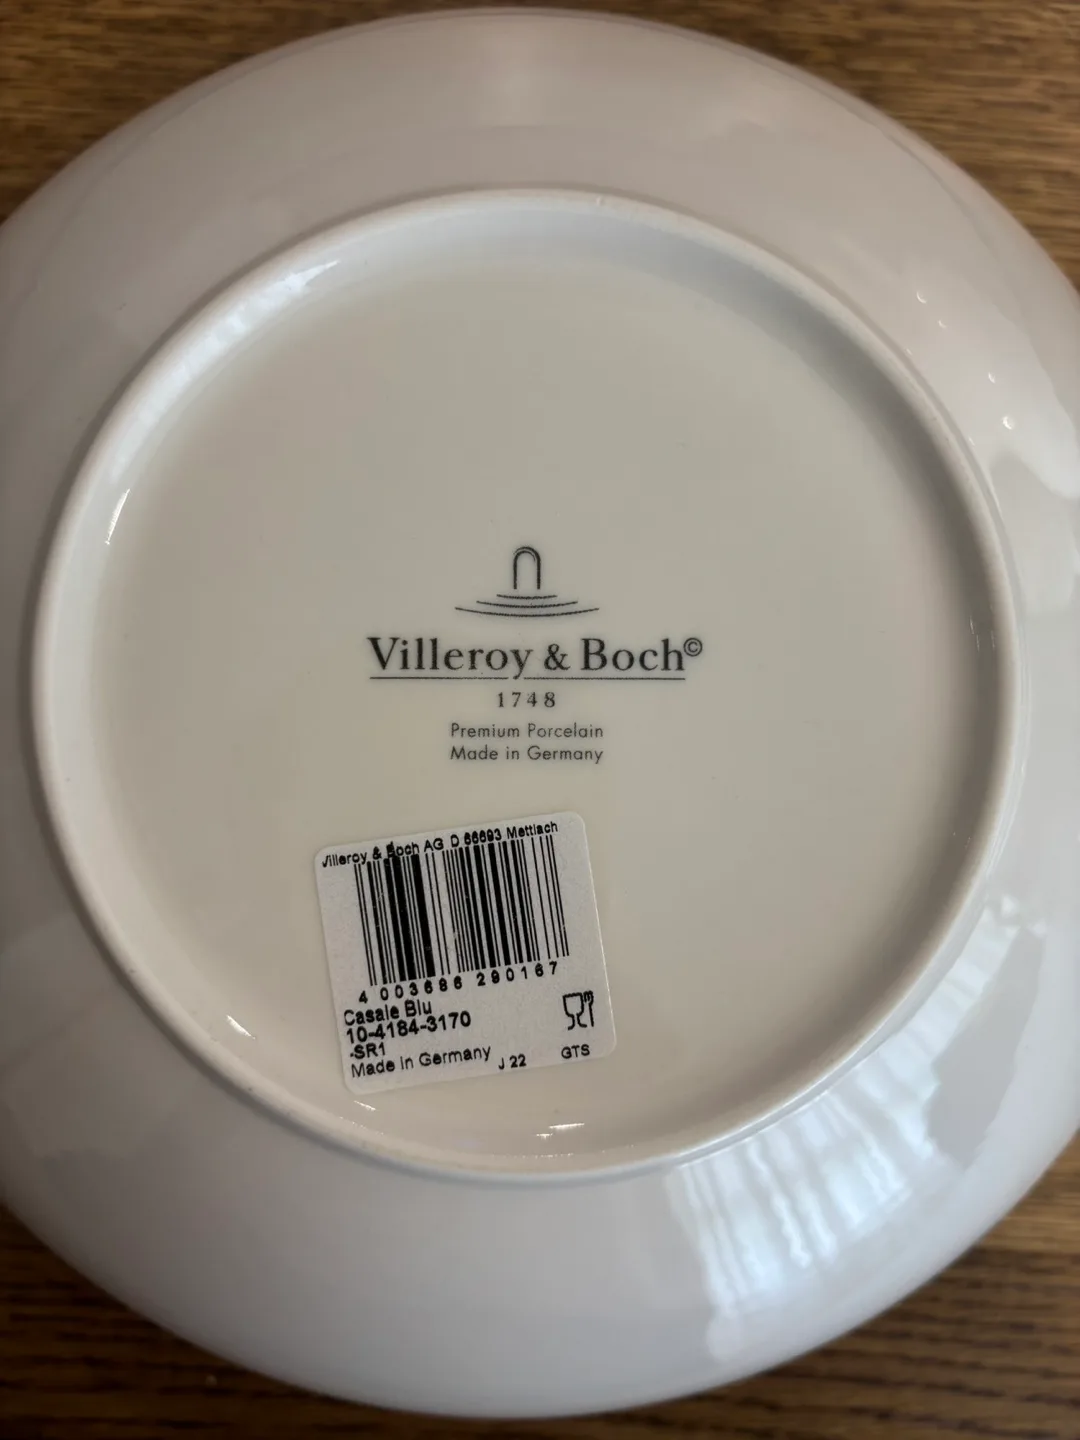 Villeroy & Boch©
1748
Premium Porcelain
Made in Germany
Villeroy & Boch AG D 66693 Mettlach
4 003686 290167
Casale Blu
10-4184-3170
-SR1
Made in Germany J 22 GTS